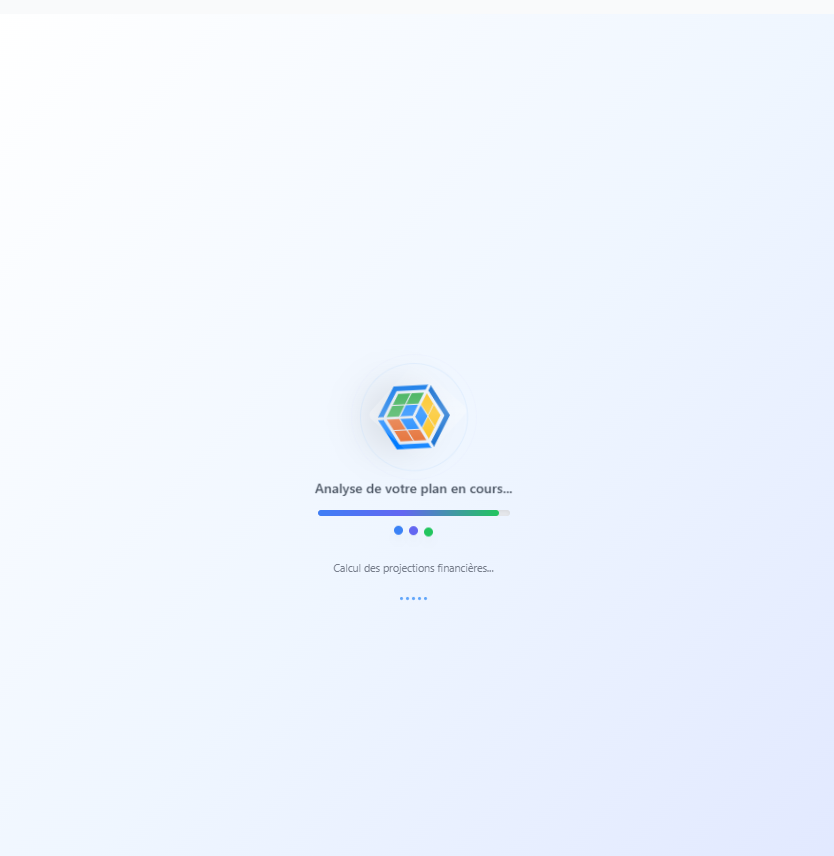 Analyse de votre plan en cours...
Calcul des projections financières...